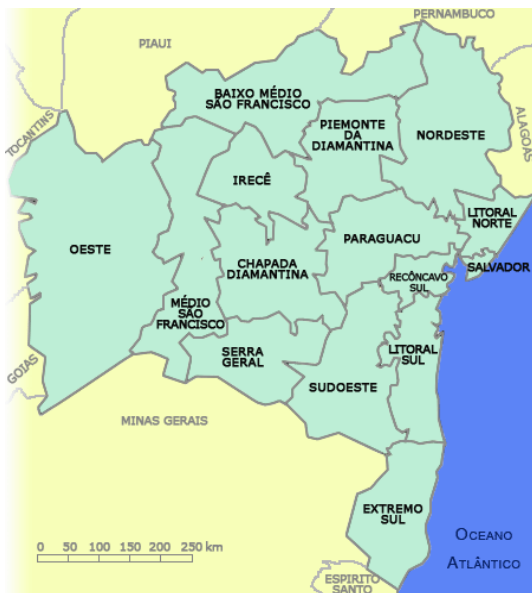 PERNAMBUCO
PIAUI
BAIXO MÉDIO
SÃO FRANCISCO
PIEMONTE
DA
DIAMANTINA
NORDESTE
ALAGOAS
TOCANTINS
IRECÊ
LITORAL
NORTE
OESTE
PARAGUACU
CHAPADA
DIAMANTINA
RECÔNCAVO
SUL
SALVADOR
MÉDIO
SÃO
FRANCISCO
SERRA
GERAL
LITORAL
SUL
GOIAS
SUDOESTE
MINAS GERAIS
EXTREMO
SUL
OCEANO
ATLÂNTICO
0 50 100 150 200 250 km
ESPIRITO
SANTO